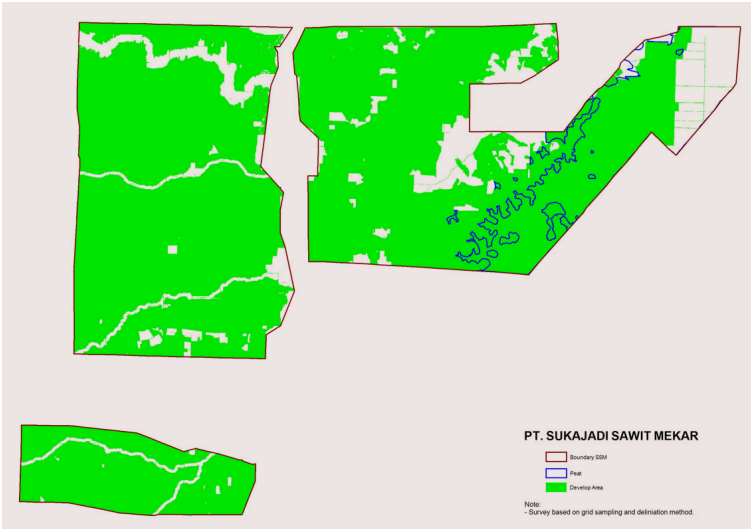 PT. SUKAJADI SAWIT MEKAR
Boundary SSM
Peat
Develop Area
Note:
- Survey based on grid sampling and deliniation method.